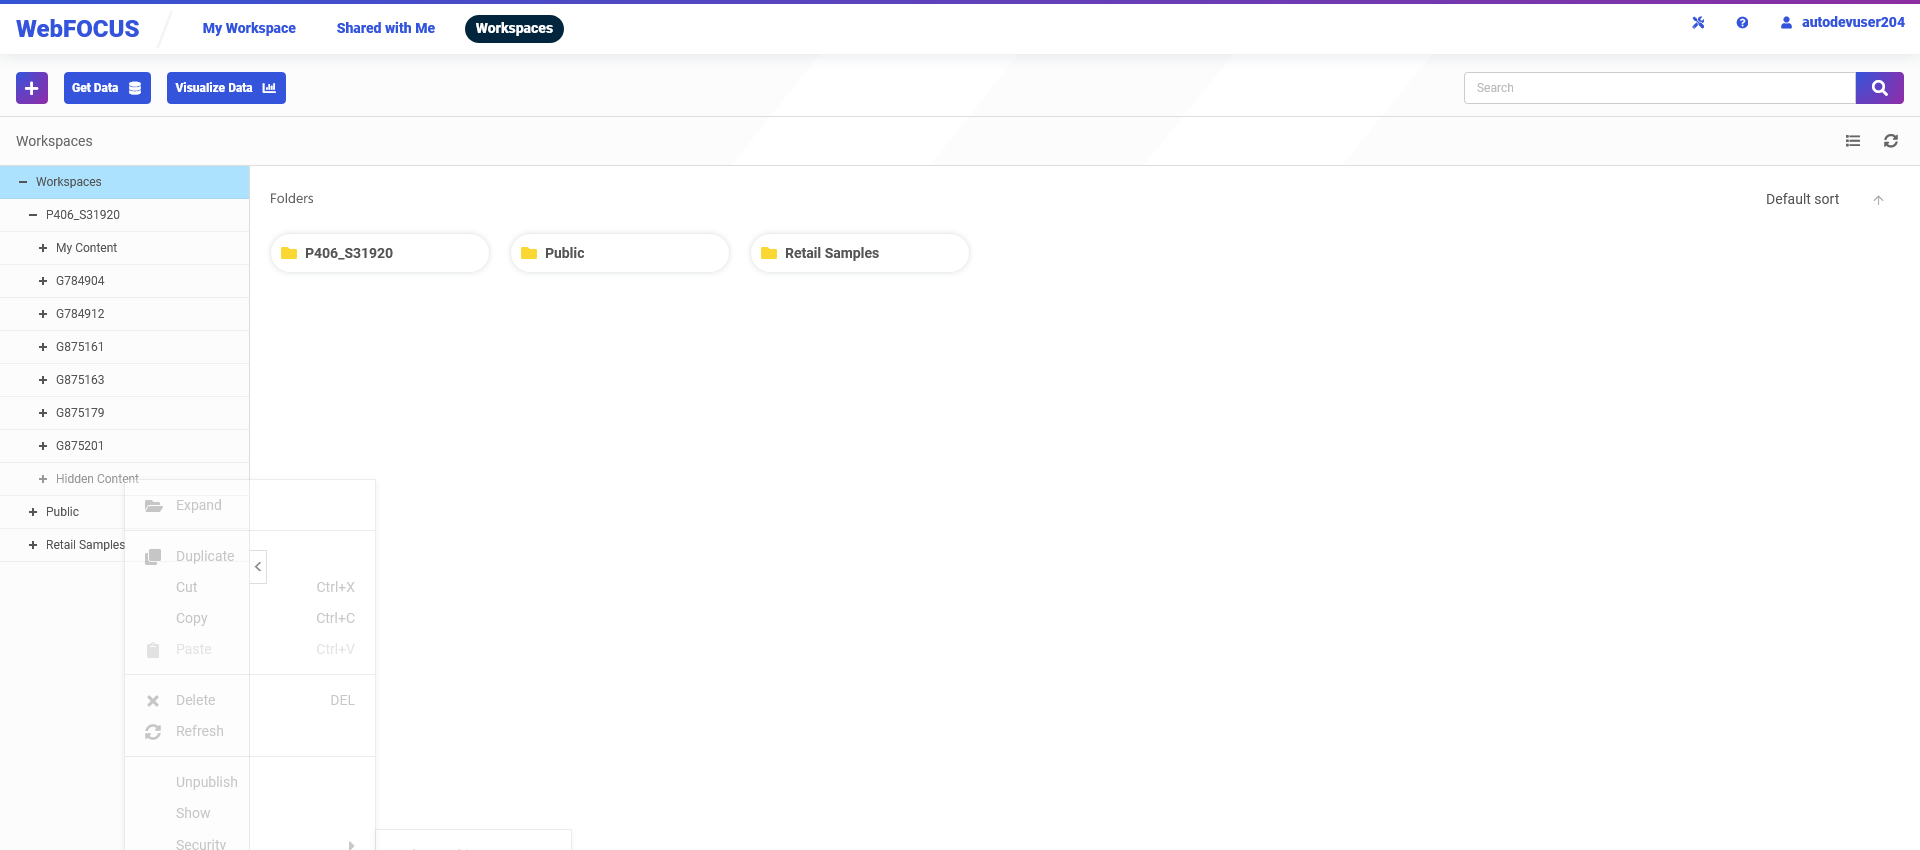 WebFOCUS
My Workspace
Shared with Me
Workspaces
autodevuser204
Get Data
Visualize Data
Search
Workspaces
Workspaces
P406_S31920
My Content
G784904
G784912
G875161
G875163
G875179
G875201
Hidden Content
Public
Retail Samples
Folders
Default sort
P406_S31920
Public
Retail Samples
Expand
Duplicate
Cut Ctrl+X
Copy Ctrl+C
Paste Ctrl+V
Delete DEL
Refresh
Unpublish
Show
Security